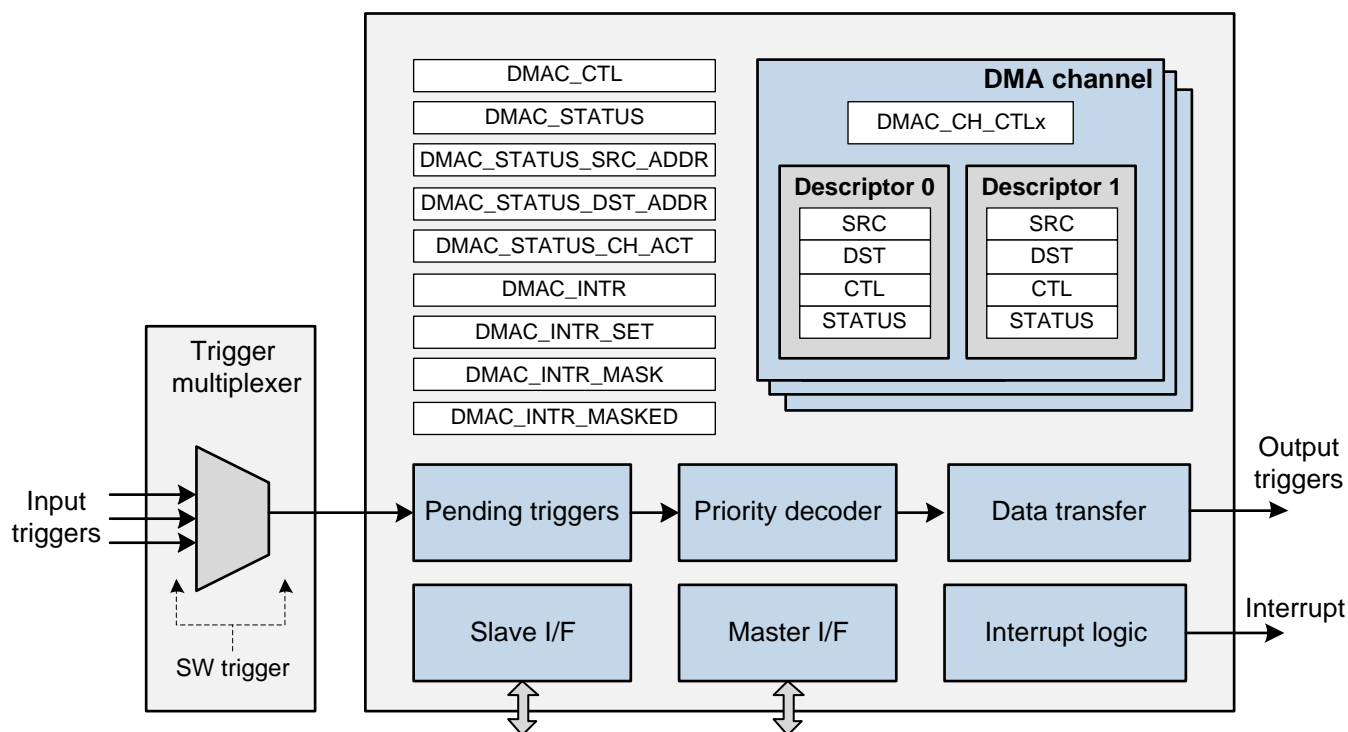 DMAC_CTL
DMAC_STATUS
DMAC_STATUS_SRC_ADDR
DMAC_STATUS_DST_ADDR
DMAC_STATUS_CH_ACT
DMAC_INTR
DMAC_INTR_SET
DMAC_INTR_MASK
DMAC_INTR_MASKED
DMA channel
DMAC_CH_CTLx
Descriptor 0
SRC
DST
CTL
STATUS
Descriptor 1
SRC
DST
CTL
STATUS
Trigger
multiplexer
Input
triggers
SW trigger
Pending triggers
Priority decoder
Data transfer
Output
triggers
Slave I/F
Master I/F
Interrupt logic
Interrupt